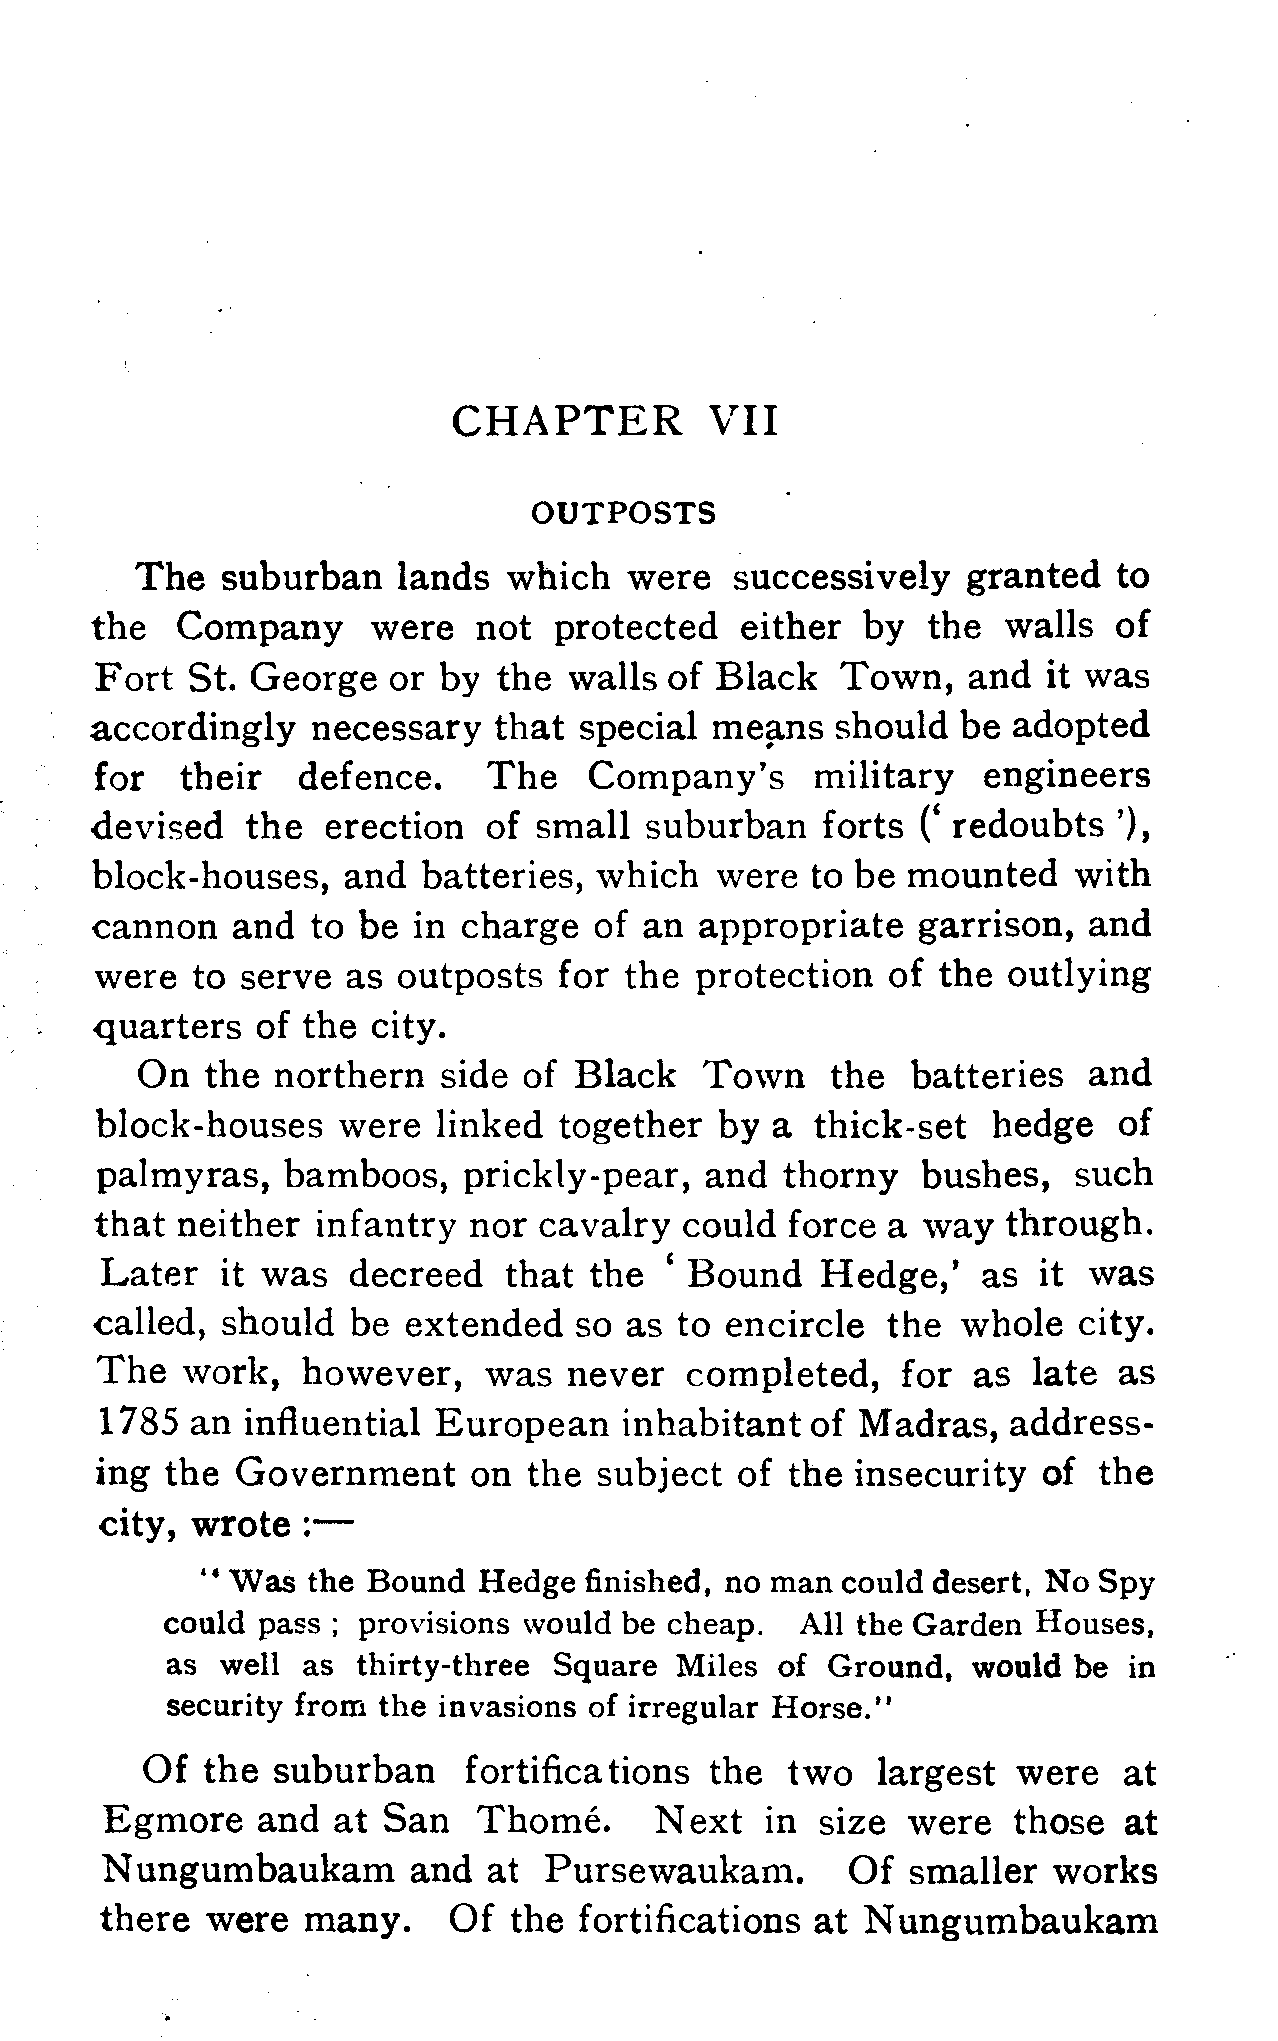 CHAPTER VII
OUTPOSTS
The suburban lands which were successively granted to
the Company were not protected either by the walls of
Fort St. George or by the walls of Black Town, and it was
accordingly necessary that special means should be adopted
for their defence. The Company's military engineers
devised the erection of small suburban forts (‘ redoubts ’),
block-houses, and batteries, which were to be mounted with
cannon and to be in charge of an appropriate garrison, and
were to serve as outposts for the protection of the outlying
quarters of the city.
On the northern side of Black Town the batteries and
block-houses were linked together by a thick-set hedge of
palmyras, bamboos, prickly-pear, and thorny bushes, such
that neither infantry nor cavalry could force a way through.
Later it was decreed that the ‘ Bound Hedge,’ as it was
called, should be extended so as to encircle the whole city.
The work, however, was never completed, for as late as
1785 an influential European inhabitant of Madras, address-
ing the Government on the subject of the insecurity of the
city, wrote :—
“ Was the Bound Hedge finished, no man could desert, No Spy
could pass ; provisions would be cheap. All the Garden Houses,
as well as thirty-three Square Miles of Ground, would be in
security from the invasions of irregular Horse.”
Of the suburban fortifications the two largest were at
Egmore and at San Thomé. Next in size were those at
Nungumbaukam and at Pursewaukam. Of smaller works
there were many. Of the fortifications at Nungumbaukam